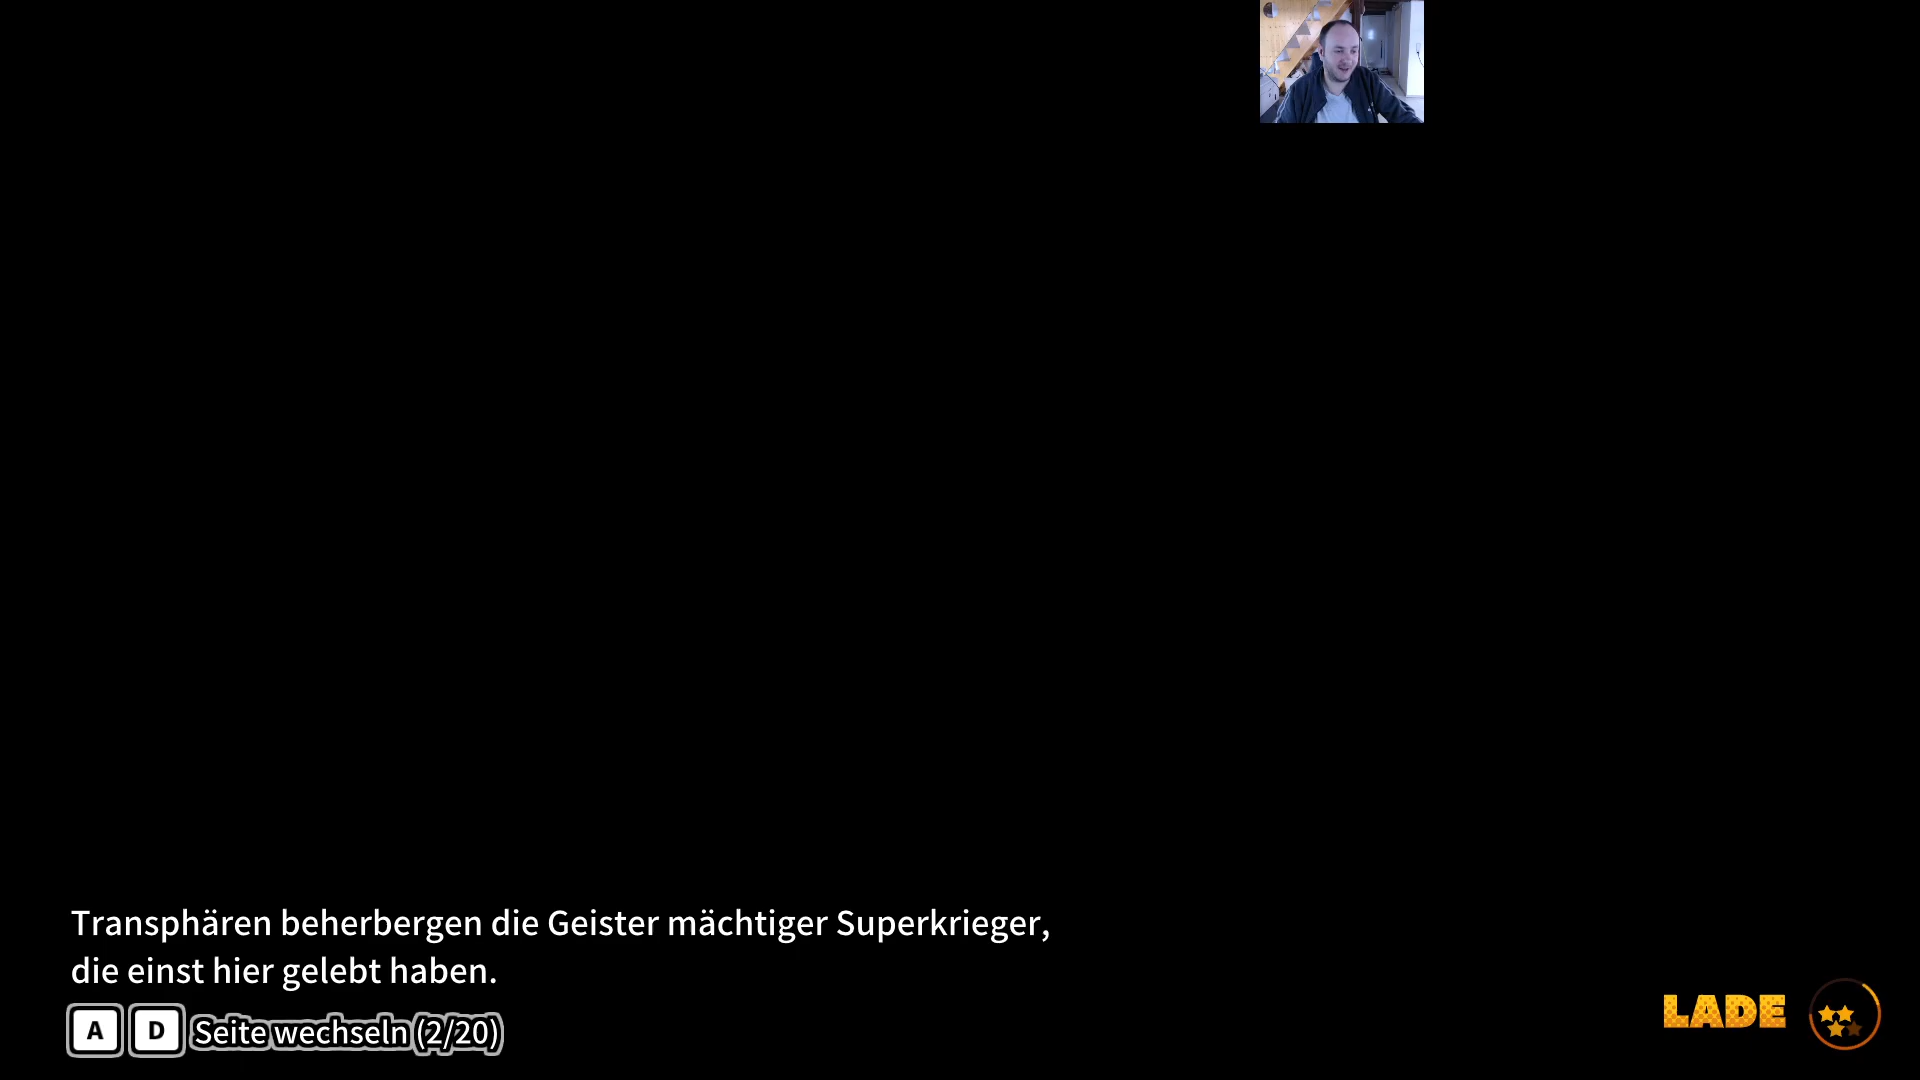 Transphären beherbergen die Geister mächtiger Superkrieger,
die einst hier gelebt haben.
A D Seite wechseln (2/20)
LADE